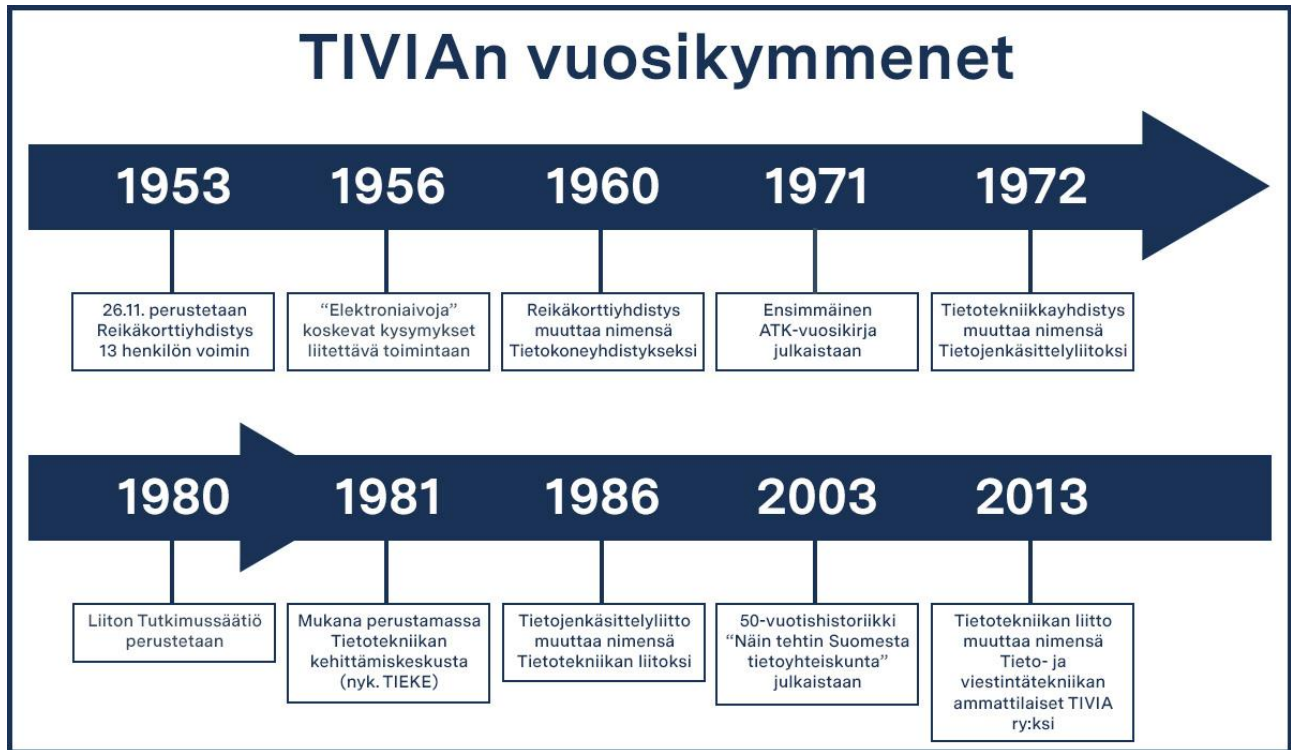 TIVIAn vuosikymmenet
1953
1956
1960
1971
1972
26.11. perustetaan
Reikäkorttiyhdistys
13 henkilön voimin
“Elektroniaivoja”
koskevat kysymykset
liitettävä toimintaan
Reikäkorttiyhdistys
muuttaa nimensä
Tietokoneyhdistykseksi
Ensimmäinen
ATK-vuosikirja
julkaistaan
Tietotekniikkayhdistys
muuttaa nimensä
Tietojenkäsittelyliitoksi
1980
1981
1986
2003
2013
Liiton Tutkimussäätiö
perustetaan
Mukana perustamassa
Tietotekniikan
kehittämiskeskusta
(nyk. TIEKE)
Tietojenkäsittelyliitto
muuttaa nimensä
Tietotekniikan liitoksi
50-vuotishistoriikki
“Näin tehtin Suomesta
tietoyhteiskunta”
julkaistaan
Tietotekniikan liitto
muuttaa nimensä
Tieto- ja
viestintätekniikan
ammattilaiset TIVIA
ry:ksi